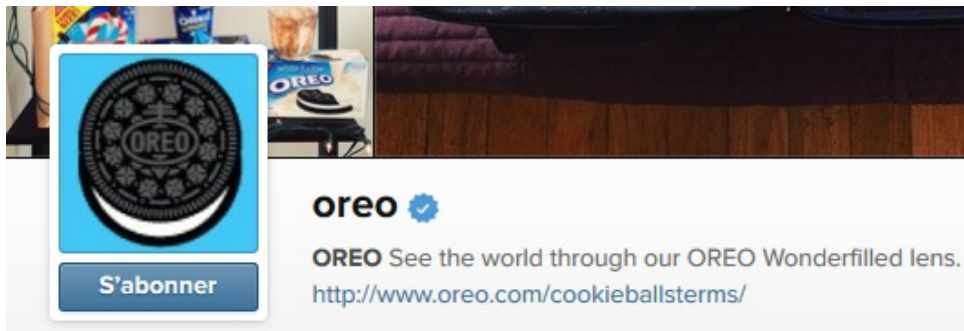 OREO
OREO
oreo
OREO See the world through our OREO Wonderfilled lens.
http://www.oreo.com/cookieballsterms/
S'abonner